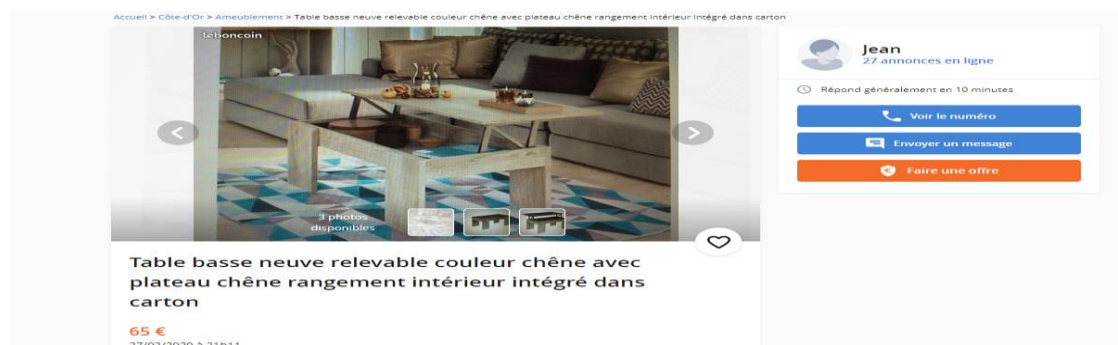 Accueil > Côte-d'Or > Ameublement > Table basse neuve relevable couleur chêne avec plateau chêne rangement intérieur intégré dans carton
leboncoin
3 photos
disponibles
Table basse neuve relevable couleur chêne avec
plateau chêne rangement intérieur intégré dans
carton
65 €
Jean
27 annonces en ligne
Répond généralement en 10 minutes
Voir le numéro
Envoyer un message
Faire une offre